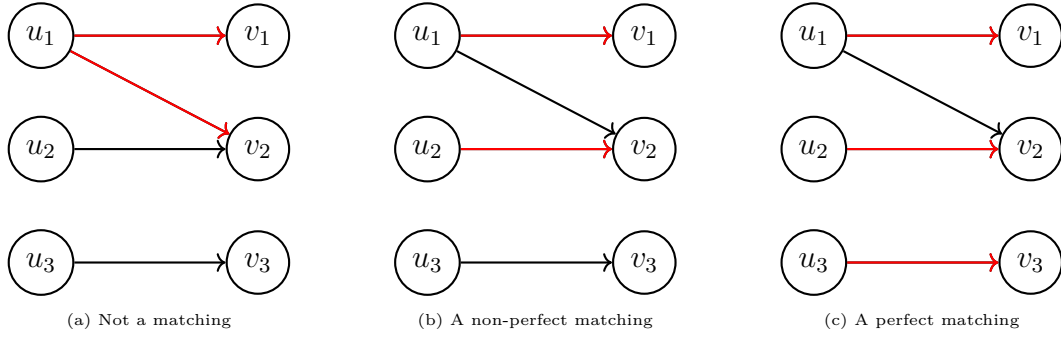 u₁ v₁ u₁ v₁ u₁ v₁
u₂ v₂ u₂ v₂ u₂ v₂
u₃ v₃ u₃ v₃ u₃ v₃
(a) Not a matching
(b) A non-perfect matching
(c) A perfect matching